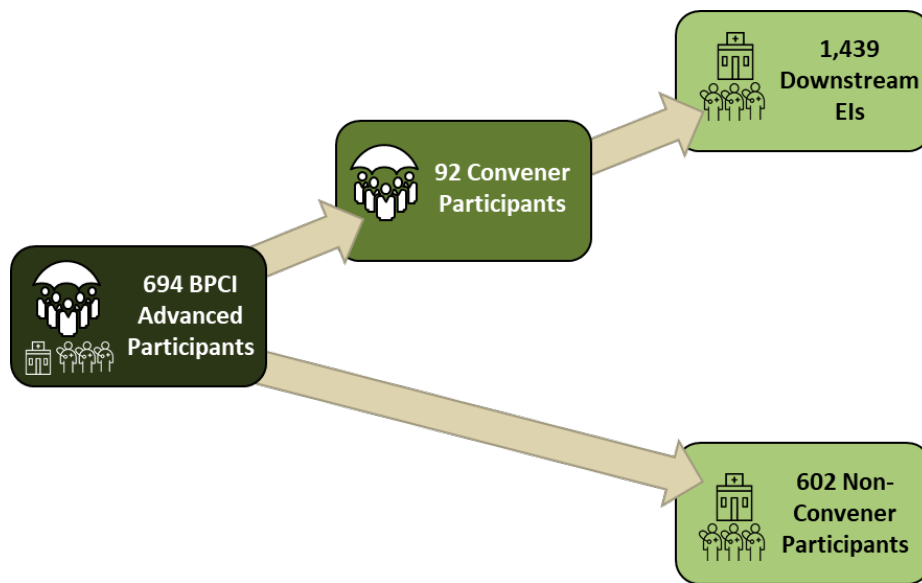 1,439
Downstream
EIs
92 Convener
Participants
694 BPCI
Advanced
Participants
602 Non-
Convener
Participants